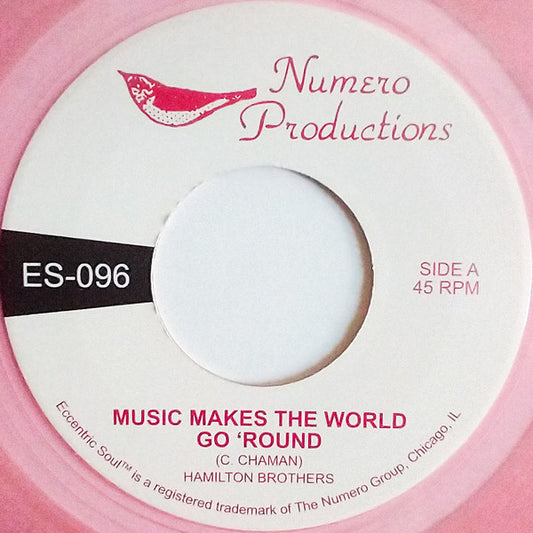 Numero
Productions
ES-096
SIDE A
45 RPM
MUSIC MAKES THE WORLD
GO ‘ROUND
(C. CHAMAN)
HAMILTON BROTHERS
Eccentric Soul™ is a registered trademark of The Numero Group, Chicago, IL